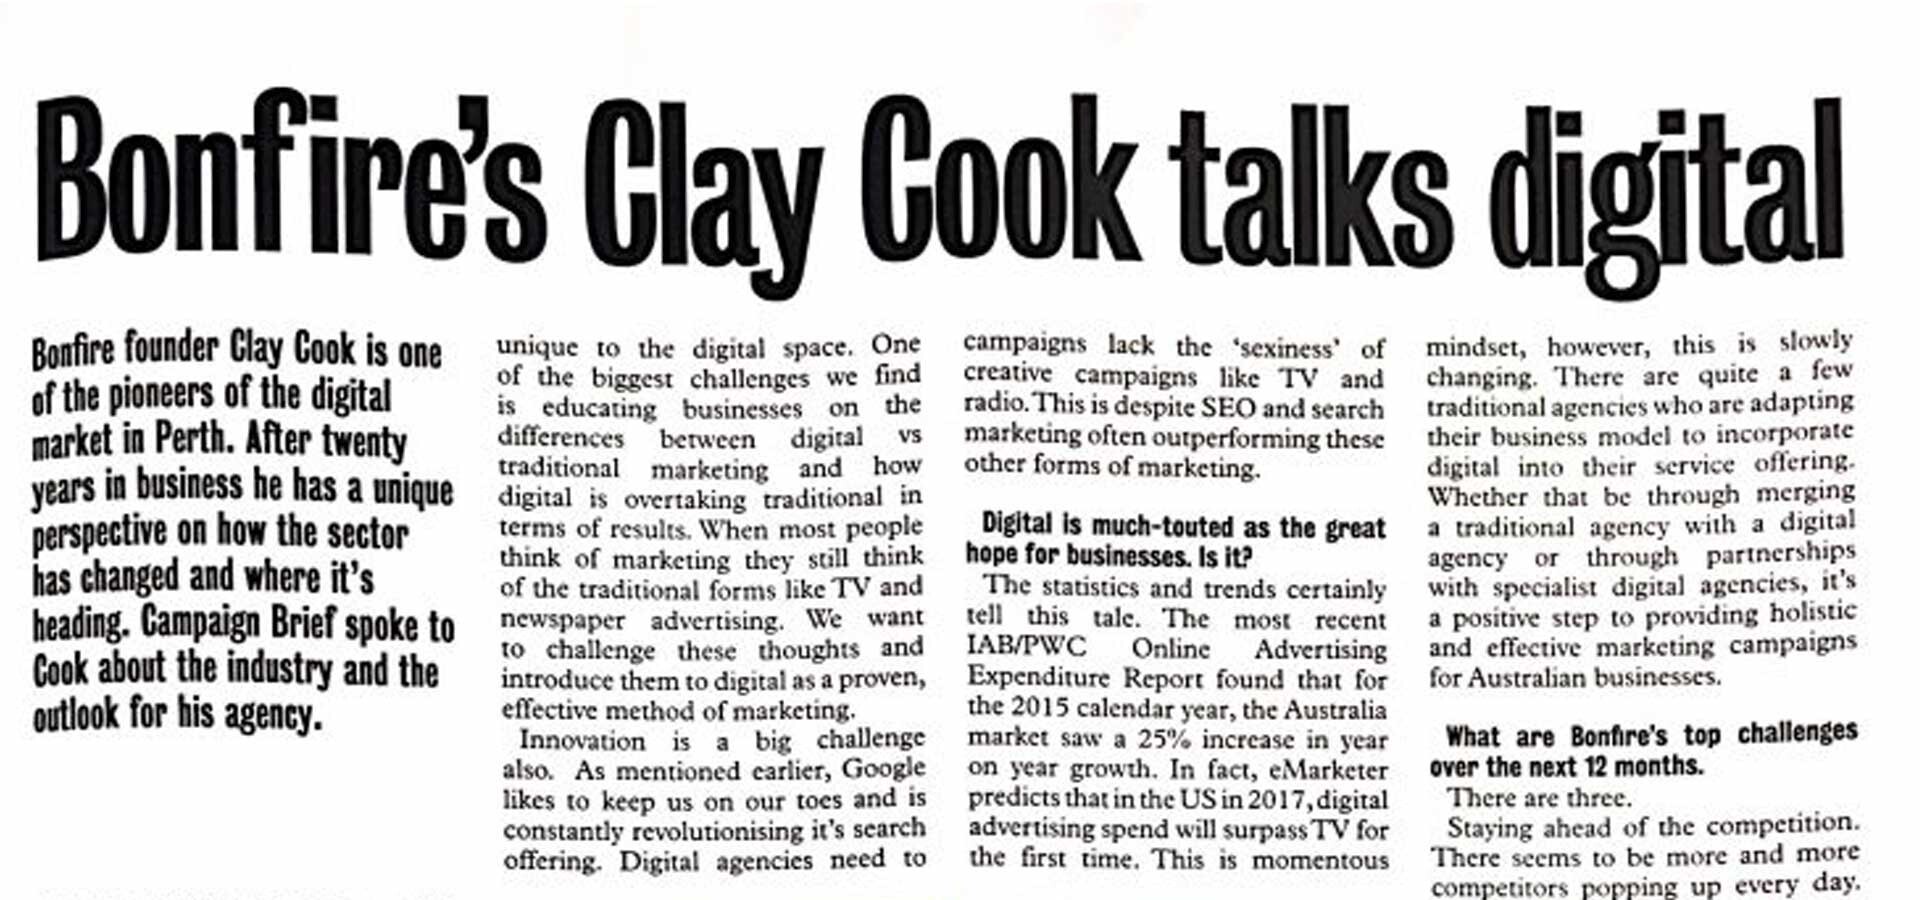 Bonfire's Clay Cook talks digital
Bonfire founder Clay Cook is one
of the pioneers of the digital
market in Perth. After twenty
years in business he has a unique
perspective on how the sector
has changed and where it's
heading. Campaign Brief spoke to
Cook about the industry and the
outlook for his agency.
unique to the digital space. One
of the biggest challenges we find
is educating businesses on the
differences between digital vs
traditional marketing and how
digital is overtaking traditional in
terms of results. When most people
think of marketing they still think
of the traditional forms like TV and
newspaper advertising. We want
to challenge these thoughts and
introduce them to digital as a proven,
effective method of marketing.
Innovation is a big challenge
also. As mentioned earlier, Google
likes to keep us on our toes and is
constantly revolutionising it's search
offering. Digital agencies need to
campaigns lack the 'sexiness' of
creative campaigns like TV and
radio. This is despite SEO and search
marketing often outperforming these
other forms of marketing.
Digital is much-touted as the great
hope for businesses. Is it?
The statistics and trends certainly
tell this tale. The most recent
IAB/PWC Online Advertising
Expenditure Report found that for
the 2015 calendar year, the Australia
market saw a 25% increase in year
on year growth. In fact, eMarketer
predicts that in the US in 2017, digital
advertising spend will surpass TV for
the first time. This is momentous
mindset, however, this is slowly
changing. There are quite a few
traditional agencies who are adapting
their business model to incorporate
digital into their service offering.
Whether that be through merging
a traditional agency with a digital
agency or through partnerships
with specialist digital agencies, it's
a positive step to providing holistic
and effective marketing campaigns
for Australian businesses.
What are Bonfire's top challenges
over the next 12 months.
There are three.
Staying ahead of the competition.
There seems to be more and more
competitors popping up every day.